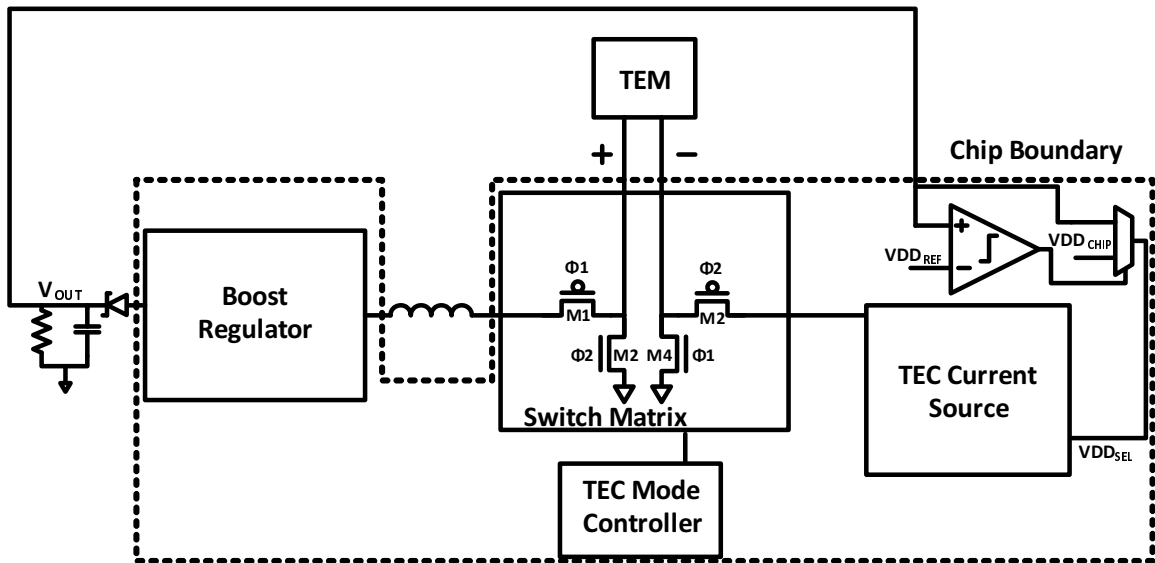 TEM
+
−
Chip Boundary
+
VDD_CHIP
VDD_REF
−
Φ1
Φ2
V_OUT
Boost
Regulator
M1
M2
Φ2
M2
M4
Φ1
TEC Current
Source
Switch Matrix
VDD_SEL
TEC Mode
Controller